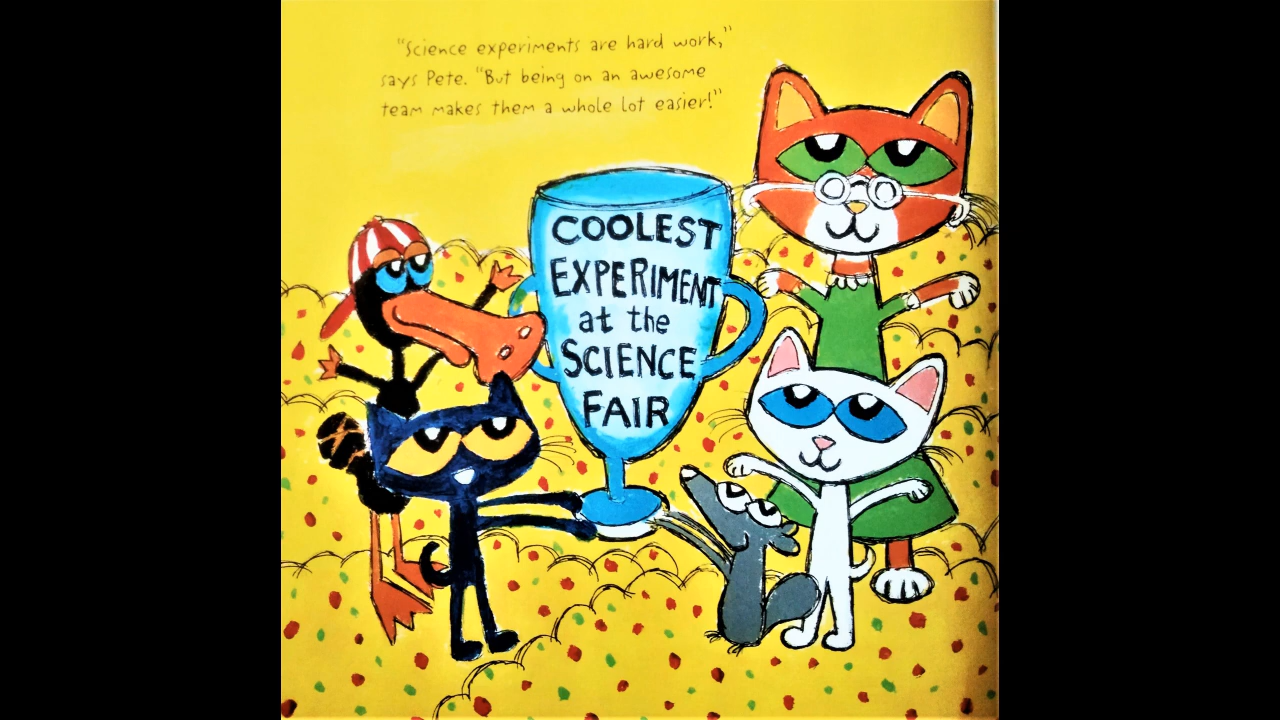 “Science experiments are hard work,”
says Pete. “But being on an awesome
team makes them a whole lot easier!”
COOLEST
EXPERIMENT
at the
SCIENCE
FAIR